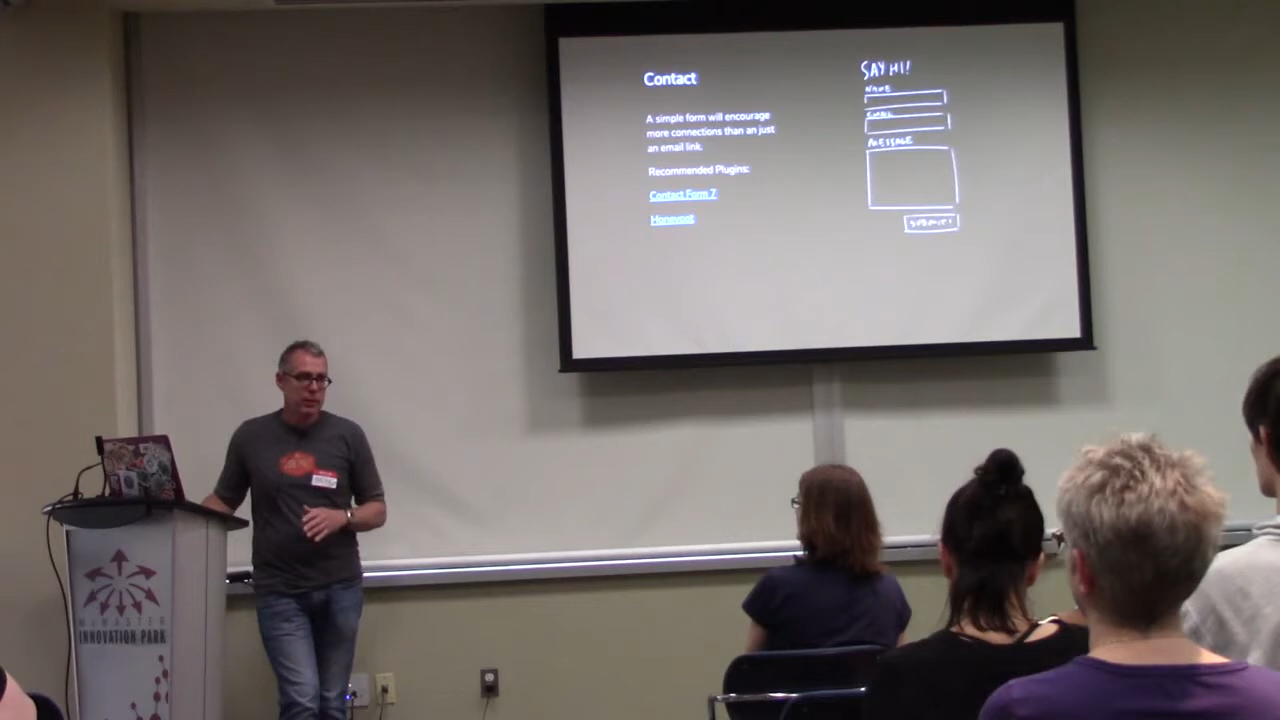 Contact
A simple form will encourage
more connections than an just
an email link.
Recommended Plugins:
Contact Form 7
Honeypot
SAY HI!
NAME
EMAIL
MESSAGE
SUBMIT!
McMASTER
INNOVATION PARK